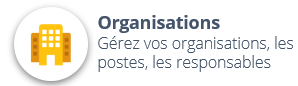 Organisations
Gérez vos organisations, les
postes, les responsables